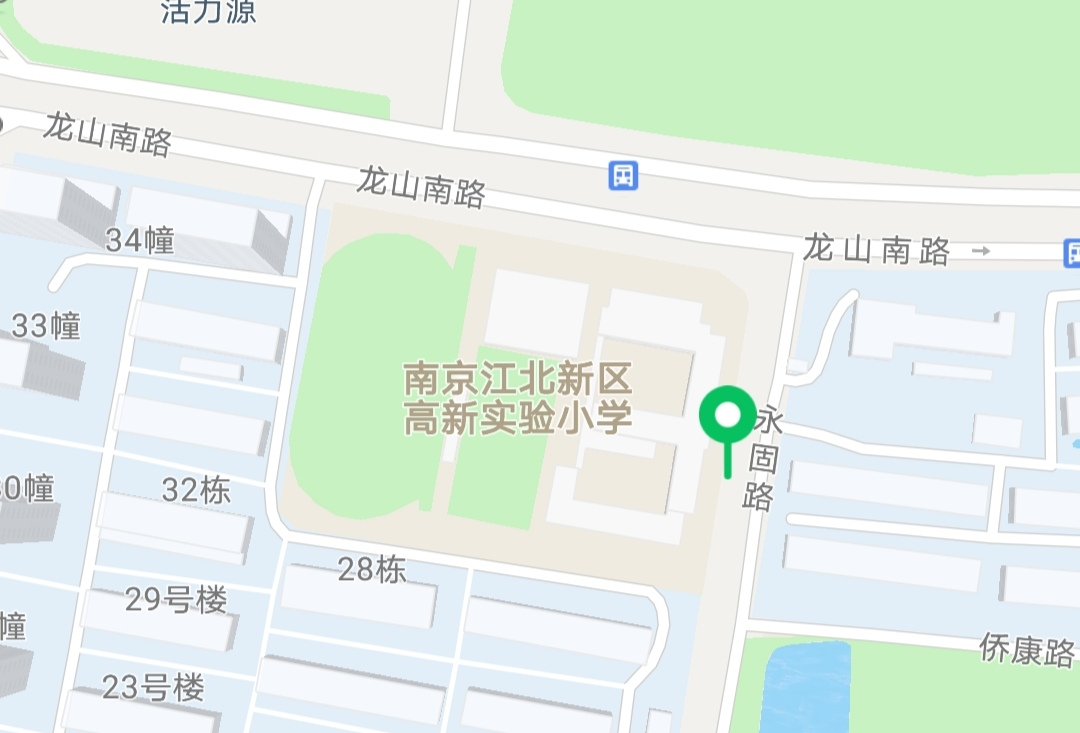 活力源
龙山南路
龙山南路
龙山南路
34幢
33幢
南京江北新区
高新实验小学
永固路
32栋
30幢
28栋
29号楼
幢
侨康路
23号楼